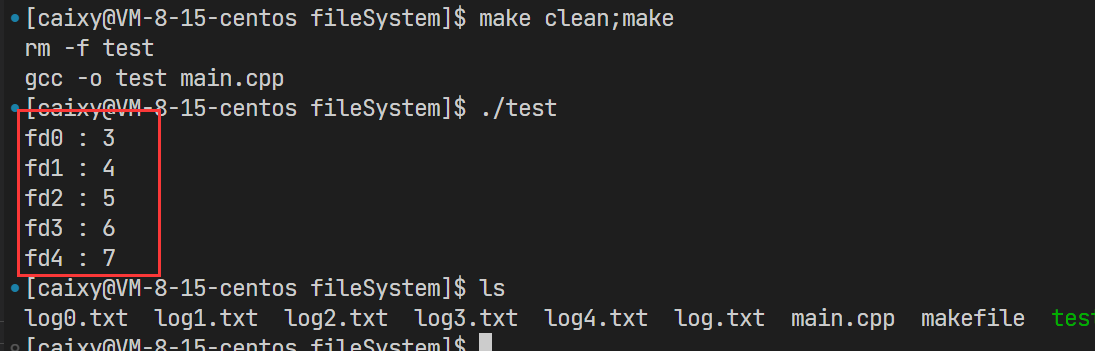 [caixy@VM-8-15-centos fileSystem]$ make clean;make
rm -f test
gcc -o test main.cpp
[caixy@VM-8-15-centos fileSystem]$ ./test
fd0 : 3
fd1 : 4
fd2 : 5
fd3 : 6
fd4 : 7
[caixy@VM-8-15-centos fileSystem]$ ls
log0.txt log1.txt log2.txt log3.txt log4.txt log.txt main.cpp makefile tes
[caixy@VM-8-15-centos fileSystem]$